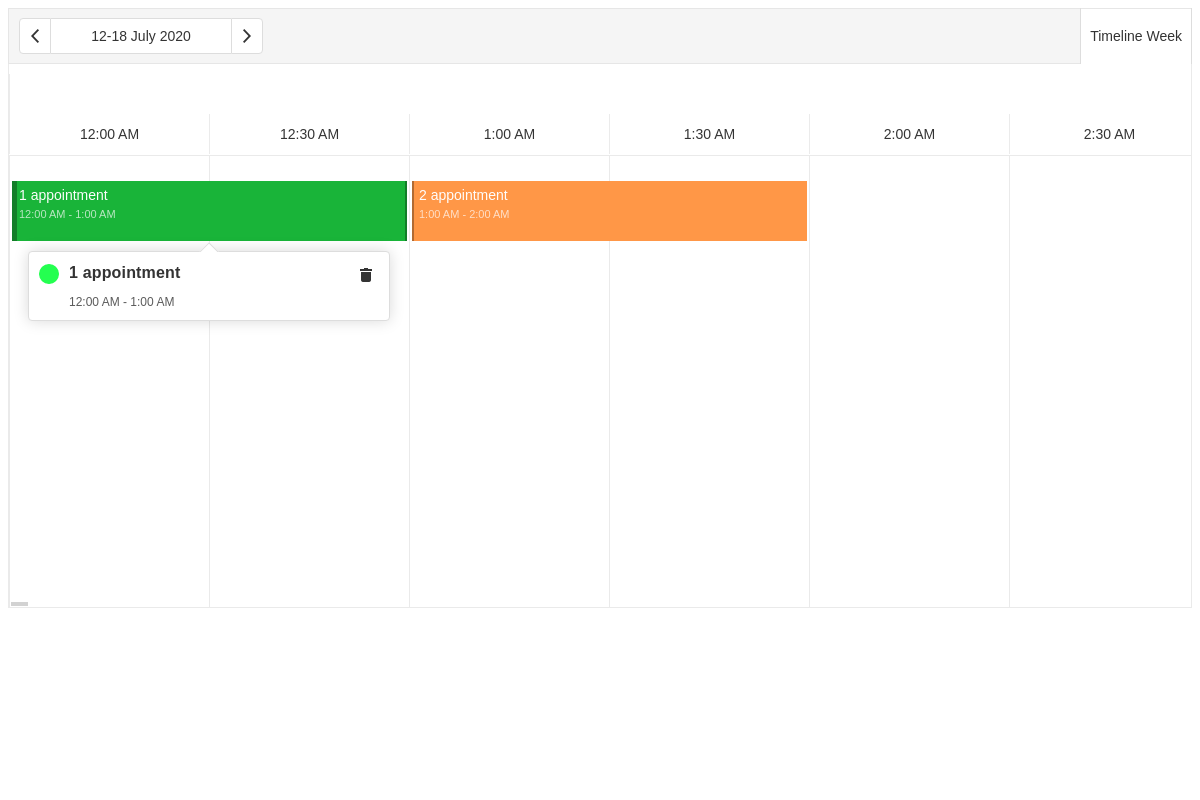 12-18 July 2020
Timeline Week
12:00 AM
12:30 AM
1:00 AM
1:30 AM
2:00 AM
2:30 AM
1 appointment
12:00 AM - 1:00 AM
2 appointment
1:00 AM - 2:00 AM
1 appointment
12:00 AM - 1:00 AM